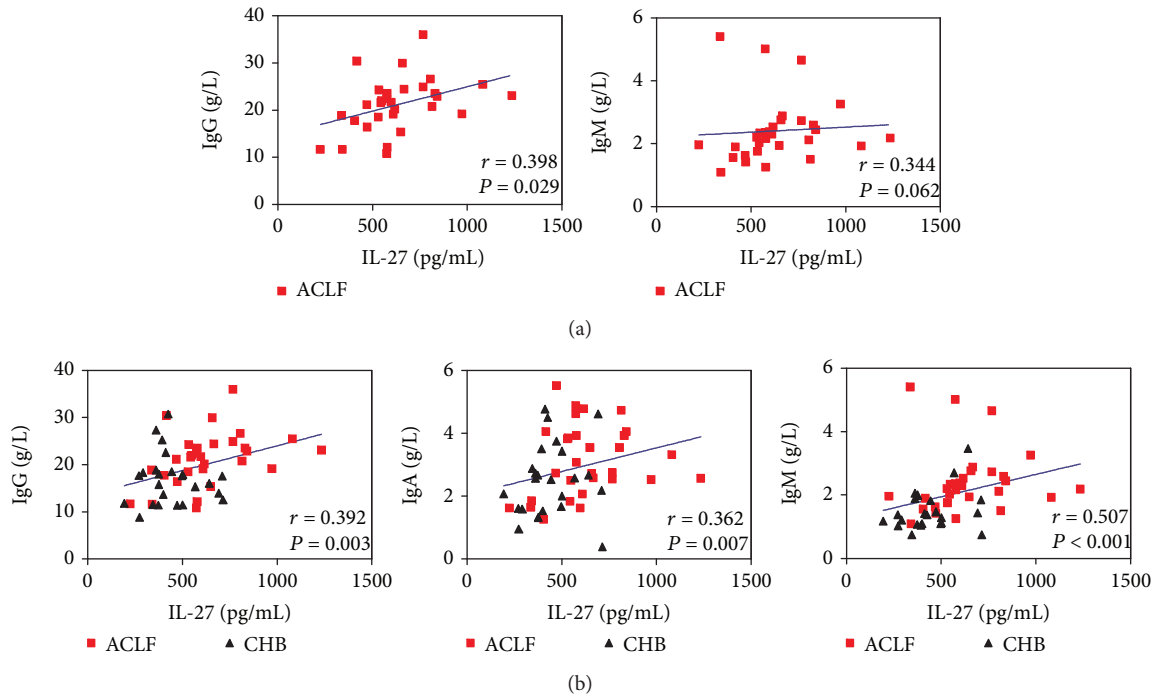 40
30
20
10
0
IgG (g/L)
r = 0.398
P = 0.029
0 500 1000 1500
IL-27 (pg/mL)
ACLF
6
4
2
0
IgM (g/L)
r = 0.344
P = 0.062
0 500 1000 1500
IL-27 (pg/mL)
ACLF
(a)
40
30
20
10
0
IgG (g/L)
r = 0.392
P = 0.003
0 500 1000 1500
IL-27 (pg/mL)
ACLF CHB
6
4
2
0
IgA (g/L)
r = 0.362
P = 0.007
0 500 1000 1500
IL-27 (pg/mL)
ACLF CHB
6
4
2
0
IgM (g/L)
r = 0.507
P < 0.001
0 500 1000 1500
IL-27 (pg/mL)
ACLF CHB
(b)